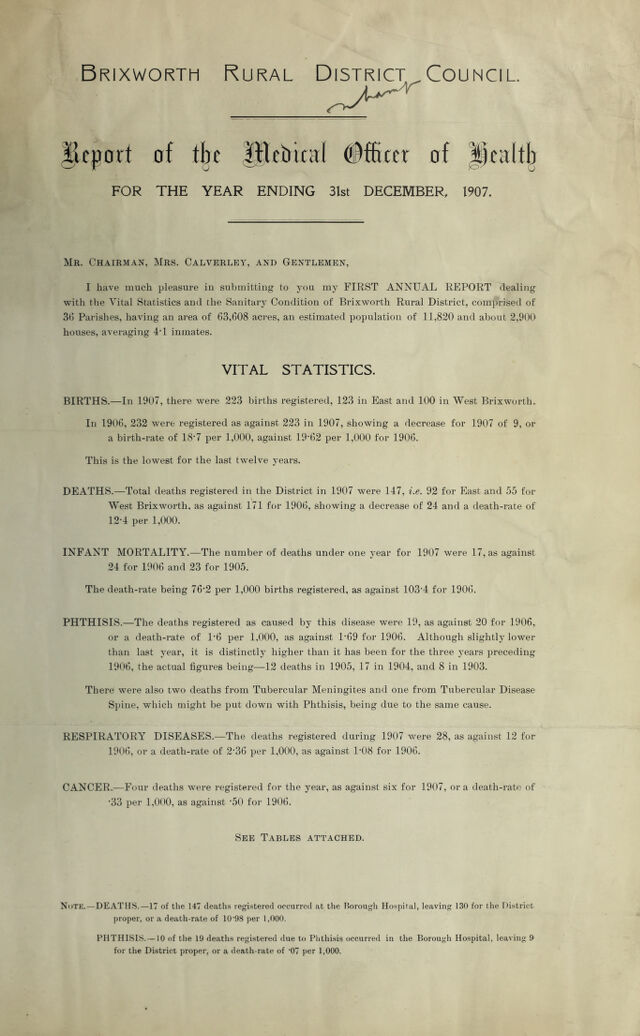 BRIXWORTH RURAL DISTRICT COUNCIL.
Report of the Medical Officer of Health
FOR THE YEAR ENDING 31st DECEMBER, 1907.
MR. CHAIRMAN, MRS. CALVERLEY, AND GENTLEMEN,
I have much pleasure in submitting to you my FIRST ANNUAL REPORT dealing
with the Vital Statistics and the Sanitary Condition of Brixworth Rural District, comprised of
36 Parishes, having an area of 63,608 acres, an estimated population of 11,820 and about 2,900
houses, averaging 4·1 inmates.
VITAL STATISTICS.
BIRTHS.—In 1907, there were 223 births registered, 123 in East and 100 in West Brixworth.
In 1906, 232 were registered as against 223 in 1907, showing a decrease for 1907 of 9, or
a birth-rate of 18·7 per 1,000, against 19·62 per 1,000 for 1906.
This is the lowest for the last twelve years.
DEATHS.—Total deaths registered in the District in 1907 were 147, i.e. 92 for East and 55 for
West Brixworth, as against 171 for 1906, showing a decrease of 24 and a death-rate of
12·4 per 1,000.
INFANT MORTALITY.—The number of deaths under one year for 1907 were 17, as against
24 for 1906 and 23 for 1905.
The death-rate being 76·2 per 1,000 births registered, as against 103·4 for 1906.
PHTHISIS.—The deaths registered as caused by this disease were 19, as against 20 for 1906,
or a death-rate of 1·6 per 1,000, as against 1·69 for 1906. Although slightly lower
than last year, it is distinctly higher than it has been for the three years preceding
1906, the actual figures being—12 deaths in 1905, 17 in 1904, and 8 in 1903.
There were also two deaths from Tubercular Meningites and one from Tubercular Disease
Spine, which might be put down with Phthisis, being due to the same cause.
RESPIRATORY DISEASES.—The deaths registered during 1907 were 28, as against 12 for
1906, or a death-rate of 2·36 per 1,000, as against 1·08 for 1906.
CANCER.—Four deaths were registered for the year, as against six for 1907, or a death-rate of
·33 per 1,000, as against ·50 for 1906.
SEE TABLES ATTACHED.
NOTE.—DEATHS.—17 of the 147 deaths registered occurred at the Borough Hospital, leaving 130 for the District
proper, or a death-rate of 10·98 per 1,000.
PHTHISIS.—10 of the 19 deaths registered due to Phthisis occurred in the Borough Hospital, leaving 9
for the District proper, or a death-rate of ·07 per 1,000.